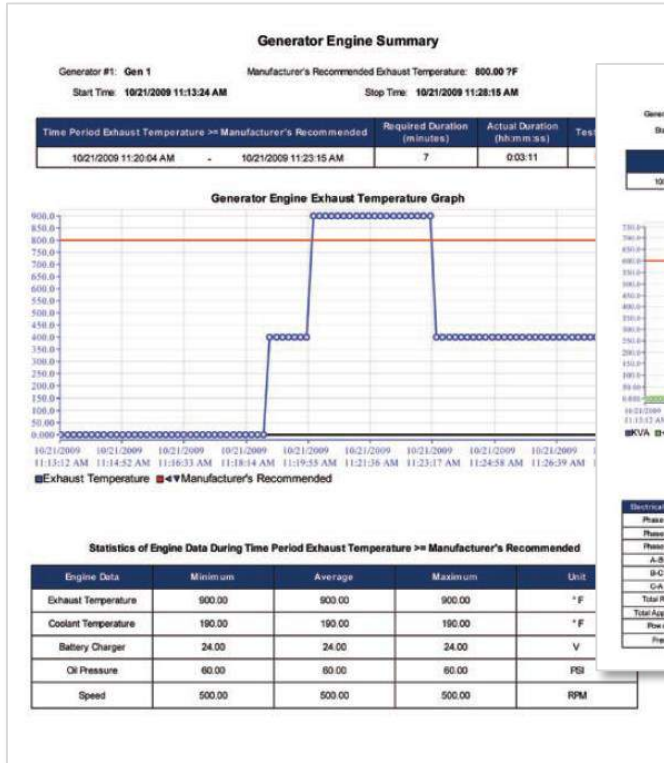 Generator Engine Summary
Generator #1: Gen 1 Manufacturer's Recommended Exhaust Temperature: 800.00 ?F
Start Time: 10/21/2009 11:13:24 AM Stop Time: 10/21/2009 11:28:15 AM
Time Period Exhaust Temperature >= Manufacturer's Recommended Required Duration (minutes) Actual Duration (hh:mm:ss)
10/21/2009 11:20:04 AM - 10/21/2009 11:23:15 AM 7 0:03:11
Generator Engine Exhaust Temperature Graph
900.0
850.0
800.0
750.0
700.0
650.0
600.0
550.0
500.0
450.0
400.0
350.0
300.0
250.0
200.0
150.0
100.0
50.00
0.000
10/21/2009 10/21/2009 10/21/2009 10/21/2009 10/21/2009 10/21/2009 10/21/2009 10/21/2009 10/21/2009
11:13:12 AM 11:14:52 AM 11:16:33 AM 11:18:14 AM 11:19:55 AM 11:21:36 AM 11:23:17 AM 11:24:58 AM 11:26:39 AM
Exhaust Temperature Manufacturer's Recommended
Statistics of Engine Data During Time Period Exhaust Temperature >= Manufacturer's Recommended
Engine Data Minimum Average Maximum Unit
Exhaust Temperature 900.00 900.00 900.00 °F
Coolant Temperature 190.00 190.00 190.00 °F
Battery Charger 24.00 24.00 24.00 V
Oil Pressure 60.00 60.00 60.00 PSI
Speed 500.00 500.00 500.00 RPM
KVA
Electrical
Phase
Phase
Phase
A-B
B-C
C-A